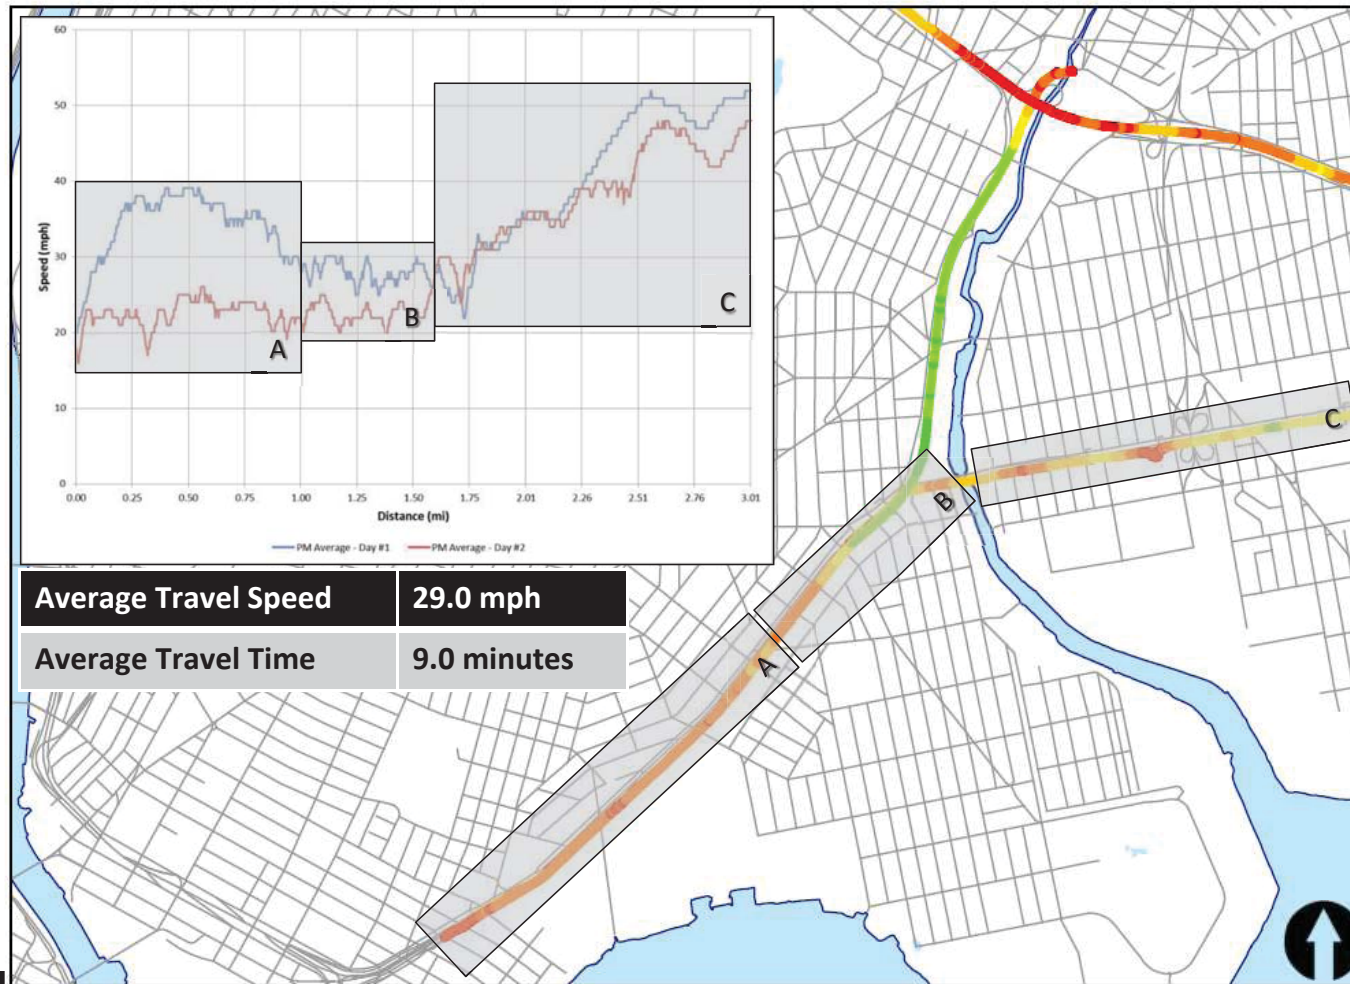 60
50
40
30
20
10
0
Speed (mph)
A
B
C
0.00 0.25 0.50 0.75 1.00 1.25 1.50 1.75 2.01 2.26 2.51 2.76 3.01
Distance (mi)
PM Average - Day #1 PM Average - Day #2
Average Travel Speed 29.0 mph
Average Travel Time 9.0 minutes
C
B
A